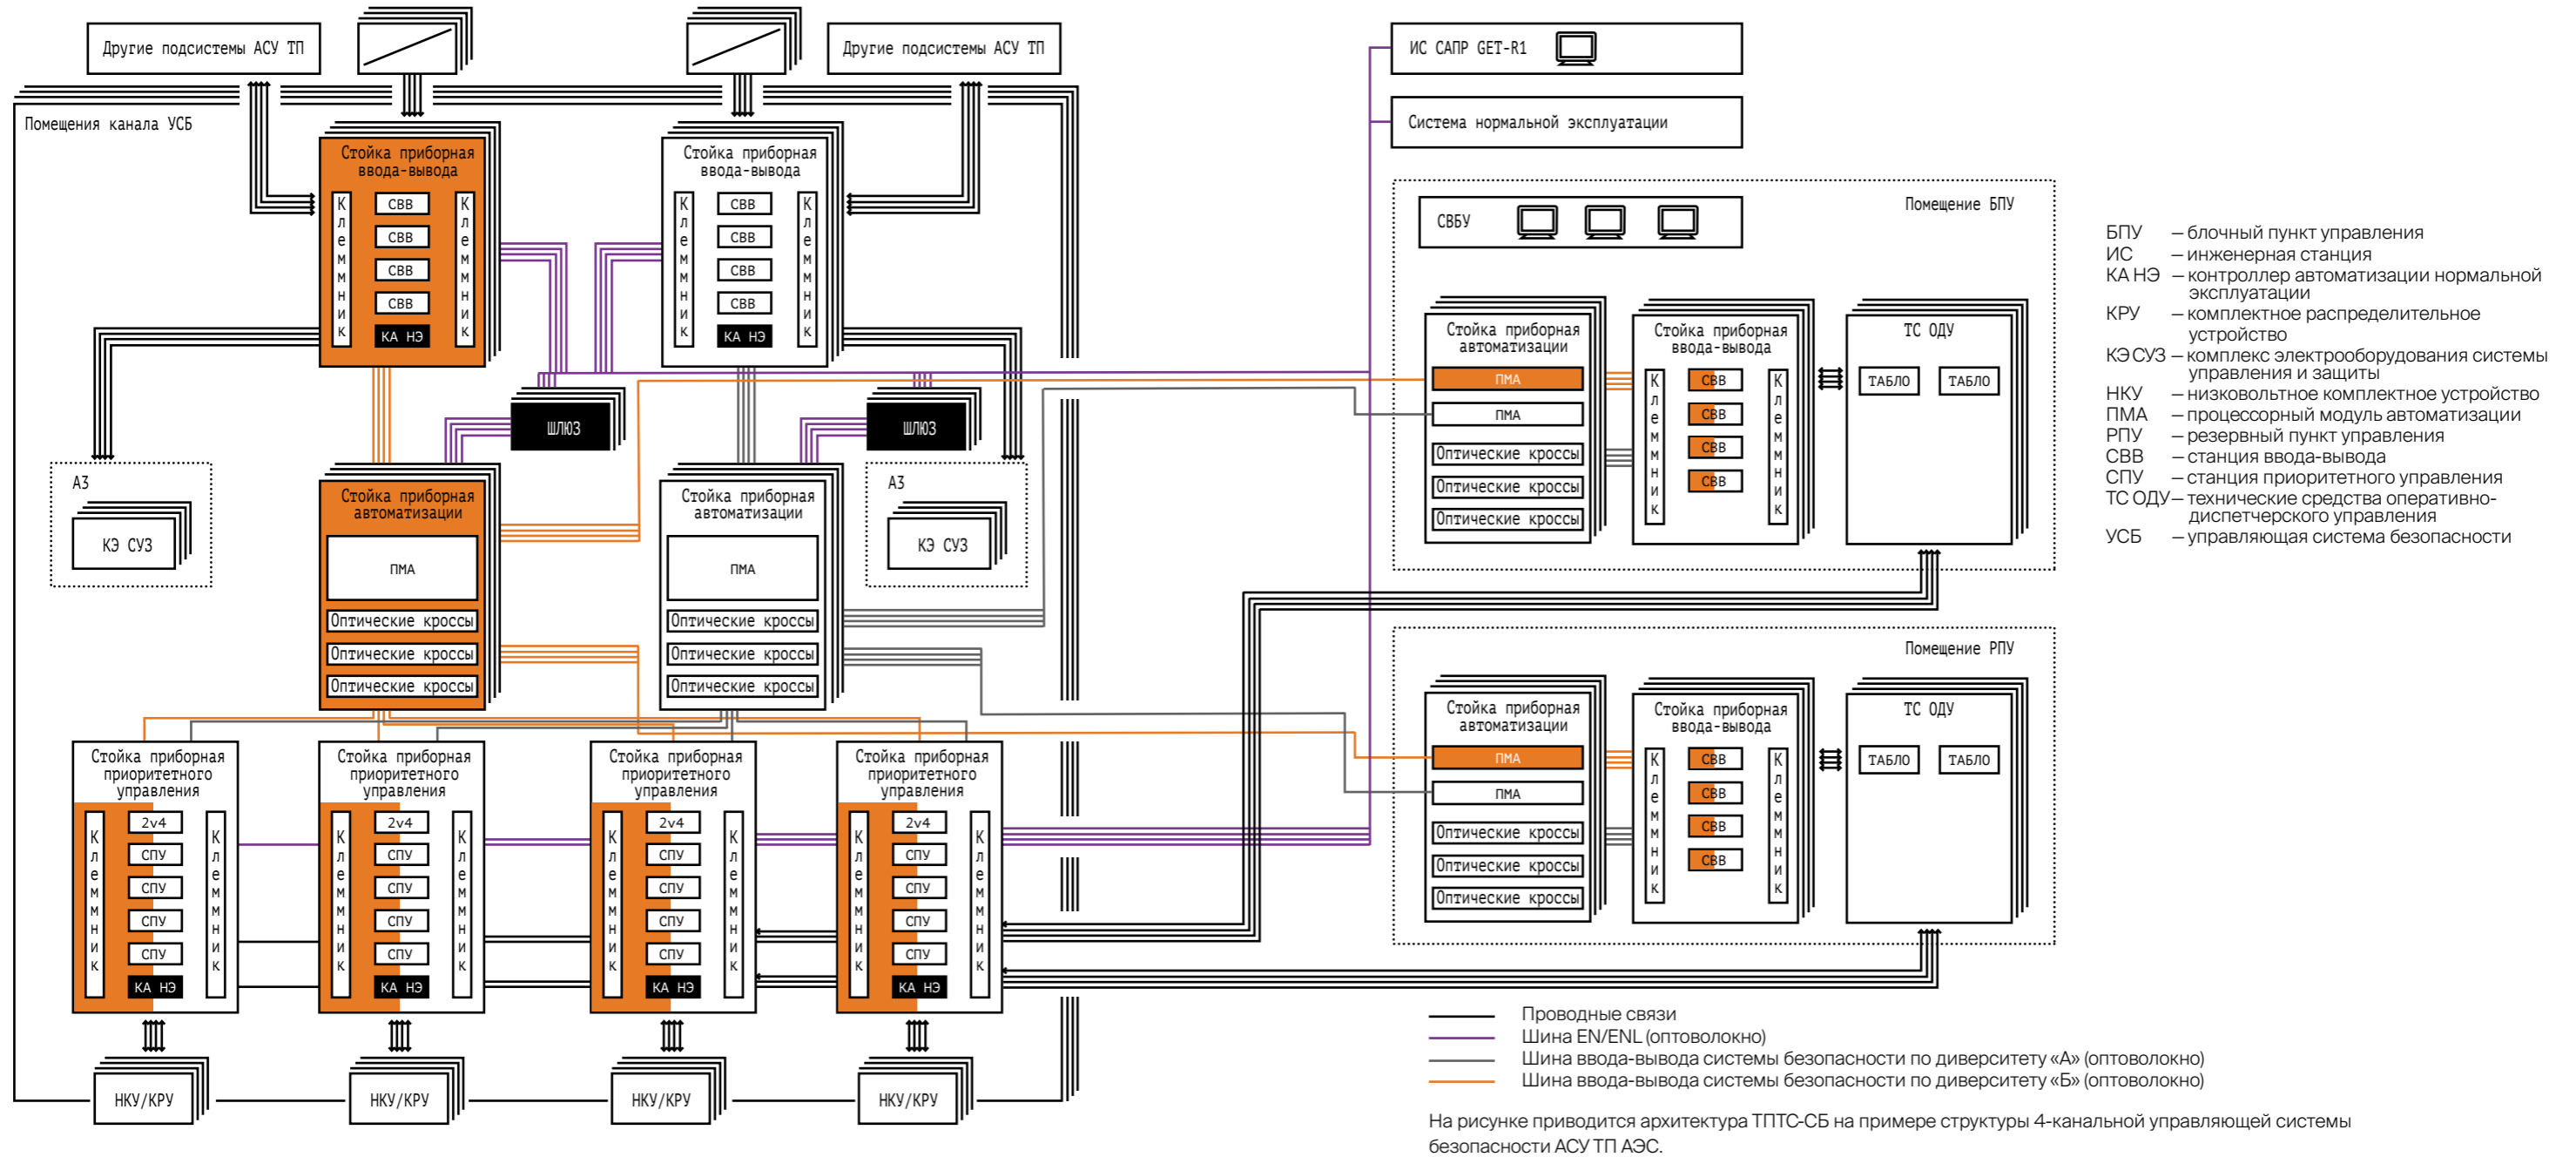 Другие подсистемы АСУ ТП
Другие подсистемы АСУ ТП
ИС САПР GET-R1
Система нормальной эксплуатации
Помещения канала УСБ
Стойка приборная
ввода-вывода
Клеммник
СВВ
СВВ
СВВ
СВВ
КА НЭ
Клеммник
Стойка приборная
ввода-вывода
Клеммник
СВВ
СВВ
СВВ
СВВ
КА НЭ
Клеммник
ШЛЮЗ
ШЛЮЗ
АЗ
КЭ СУЗ
АЗ
КЭ СУЗ
Стойка приборная
автоматизации
ПМА
Оптические кроссы
Оптические кроссы
Оптические кроссы
Стойка приборная
автоматизации
ПМА
Оптические кроссы
Оптические кроссы
Оптические кроссы
Стойка приборная
приоритетного
управления
Клеммник
2v4
СПУ
СПУ
СПУ
СПУ
КА НЭ
Клеммник
Стойка приборная
приоритетного
управления
Клеммник
2v4
СПУ
СПУ
СПУ
СПУ
КА НЭ
Клеммник
Стойка приборная
приоритетного
управления
Клеммник
2v4
СПУ
СПУ
СПУ
СПУ
КА НЭ
Клеммник
Стойка приборная
приоритетного
управления
Клеммник
2v4
СПУ
СПУ
СПУ
СПУ
КА НЭ
Клеммник
НКУ/КРУ
НКУ/КРУ
НКУ/КРУ
НКУ/КРУ
Помещение БПУ
СВБУ
Стойка приборная
автоматизации
ПМА
ПМА
Оптические кроссы
Оптические кроссы
Оптические кроссы
Стойка приборная
ввода-вывода
Клеммник
СВВ
СВВ
СВВ
СВВ
Клеммник
ТС ОДУ
ТАБЛО
ТАБЛО
Помещение РПУ
Стойка приборная
автоматизации
ПМА
ПМА
Оптические кроссы
Оптические кроссы
Оптические кроссы
Стойка приборная
ввода-вывода
Клеммник
СВВ
СВВ
СВВ
СВВ
Клеммник
ТС ОДУ
ТАБЛО
ТАБЛО
БПУ — блочный пункт управления
ИС — инженерная станция
КА НЭ — контроллер автоматизации нормальной
эксплуатации
КРУ — комплектное распределительное
устройство
КЭ СУЗ — комплекс электрооборудования системы
управления и защиты
НКУ — низковольтное комплектное устройство
ПМА — процессорный модуль автоматизации
РПУ — резервный пункт управления
СВВ — станция ввода-вывода
СПУ — станция приоритетного управления
ТС ОДУ — технические средства оперативно-
диспетчерского управления
УСБ — управляющая система безопасности
Проводные связи
Шина EN/ENL (оптоволокно)
Шина ввода-вывода системы безопасности по диверситету «А» (оптоволокно)
Шина ввода-вывода системы безопасности по диверситету «Б» (оптоволокно)
На рисунке приводится архитектура ТПТС-СБ на примере структуры 4-канальной управляющей системы
безопасности АСУ ТП АЭС.